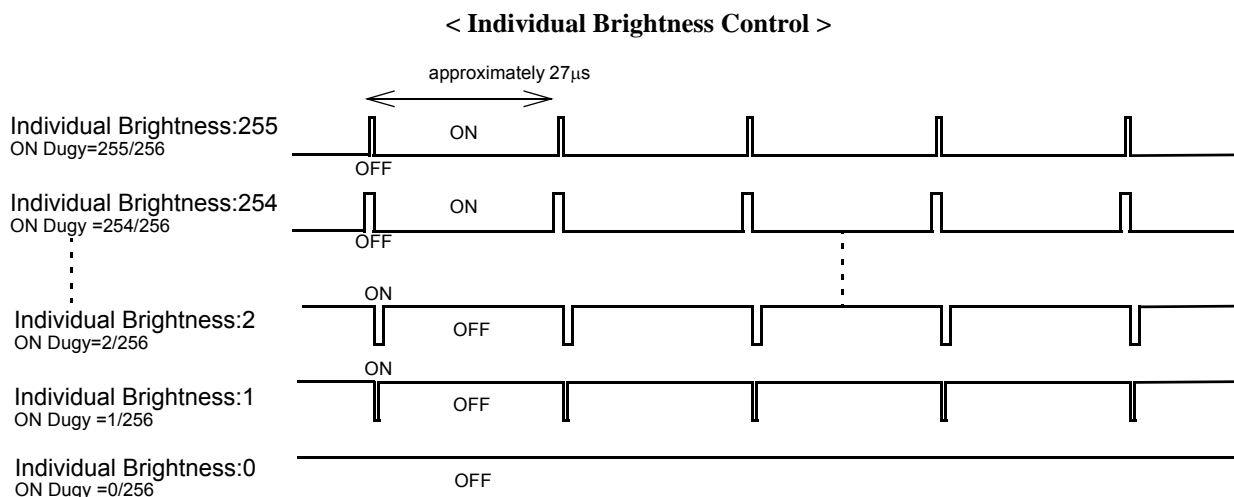 < Individual Brightness Control >
approximately 27μs
Individual Brightness:255
ON Dugy=255/256
ON
OFF
Individual Brightness:254
ON Dugy =254/256
ON
OFF
ON
Individual Brightness:2
ON Dugy=2/256
OFF
ON
Individual Brightness:1
ON Dugy =1/256
OFF
Individual Brightness:0
ON Dugy =0/256
OFF